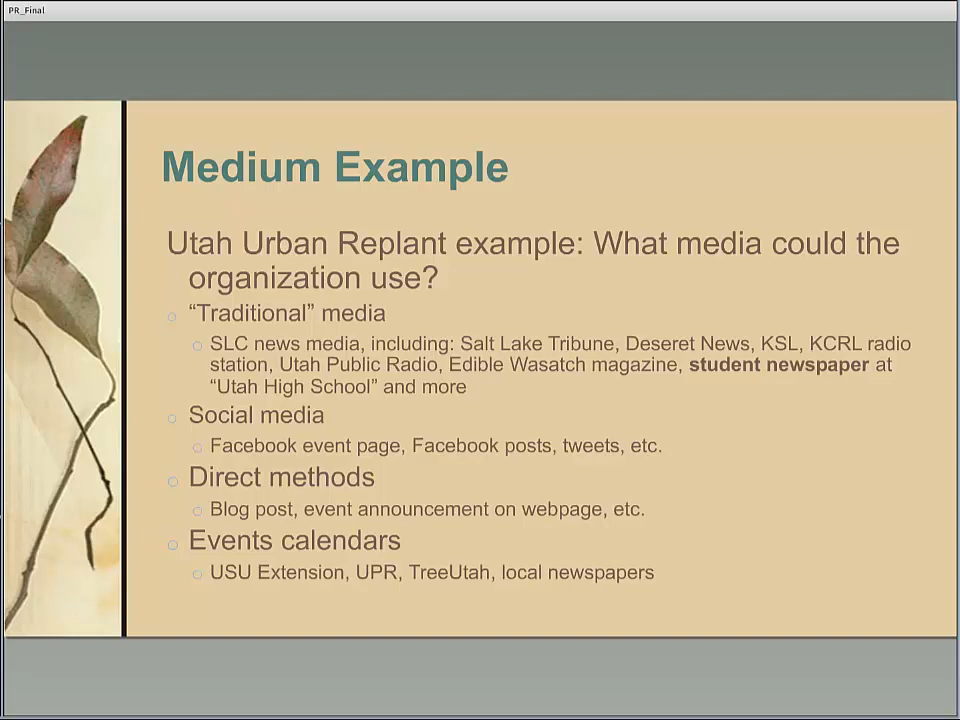 PR_Final
Medium Example
Utah Urban Replant example: What media could the
organization use?
“Traditional” media
SLC news media, including: Salt Lake Tribune, Deseret News, KSL, KCRL radio
station, Utah Public Radio, Edible Wasatch magazine, student newspaper at
“Utah High School” and more
Social media
Facebook event page, Facebook posts, tweets, etc.
Direct methods
Blog post, event announcement on webpage, etc.
Events calendars
USU Extension, UPR, TreeUtah, local newspapers